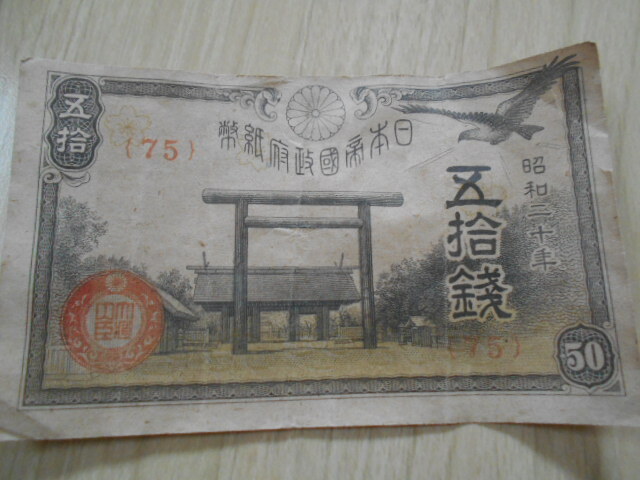 五拾
{75}
日本帝國政府紙幣
昭和二十年
五拾錢
{75}
50